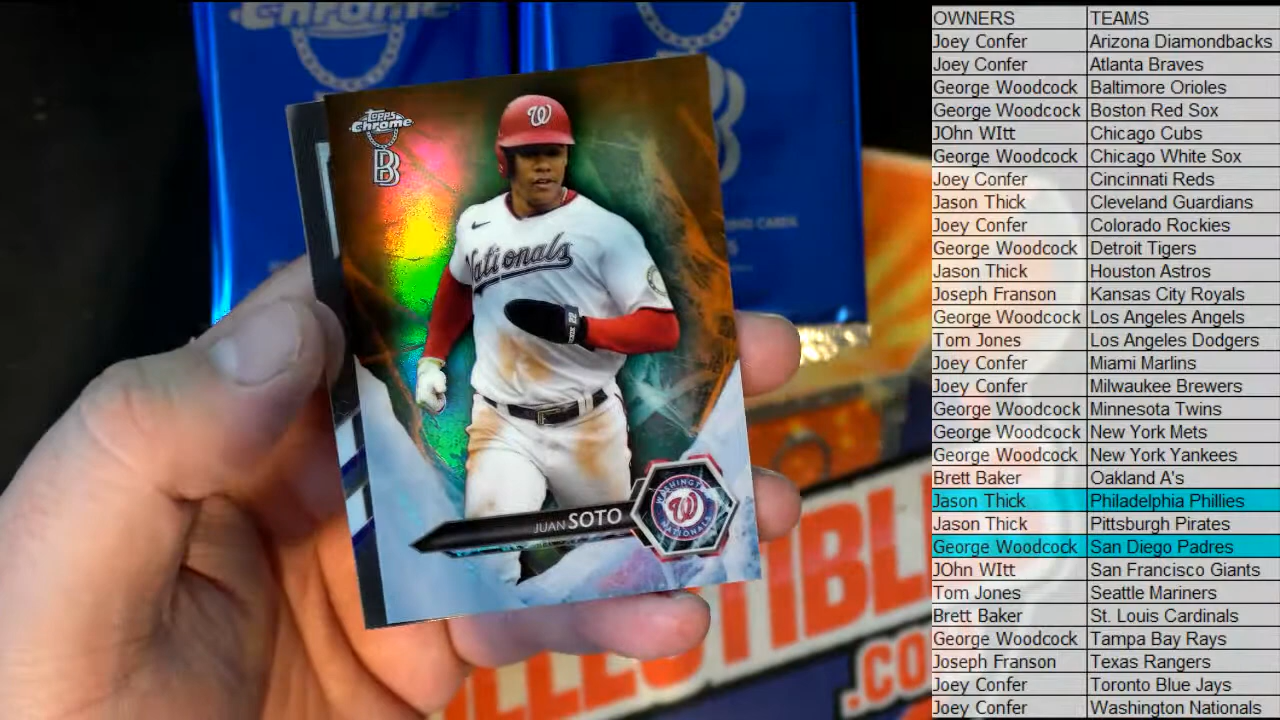 Chrome
TOPPS
Chrome
B
W
Nationals
22
WASHINGTON
W
NATIONALS
JUAN SOTO
CARDS
.CO
OWNERS TEAMS
Joey Confer Arizona Diamondbacks
Joey Confer Atlanta Braves
George Woodcock Baltimore Orioles
George Woodcock Boston Red Sox
JOhn WItt Chicago Cubs
George Woodcock Chicago White Sox
Joey Confer Cincinnati Reds
Jason Thick Cleveland Guardians
Joey Confer Colorado Rockies
George Woodcock Detroit Tigers
Jason Thick Houston Astros
Joseph Franson Kansas City Royals
George Woodcock Los Angeles Angels
Tom Jones Los Angeles Dodgers
Joey Confer Miami Marlins
Joey Confer Milwaukee Brewers
George Woodcock Minnesota Twins
George Woodcock New York Mets
George Woodcock New York Yankees
Brett Baker Oakland A's
Jason Thick Philadelphia Phillies
Jason Thick Pittsburgh Pirates
George Woodcock San Diego Padres
JOhn WItt San Francisco Giants
Tom Jones Seattle Mariners
Brett Baker St. Louis Cardinals
George Woodcock Tampa Bay Rays
Joseph Franson Texas Rangers
Joey Confer Toronto Blue Jays
Joey Confer Washington Nationals